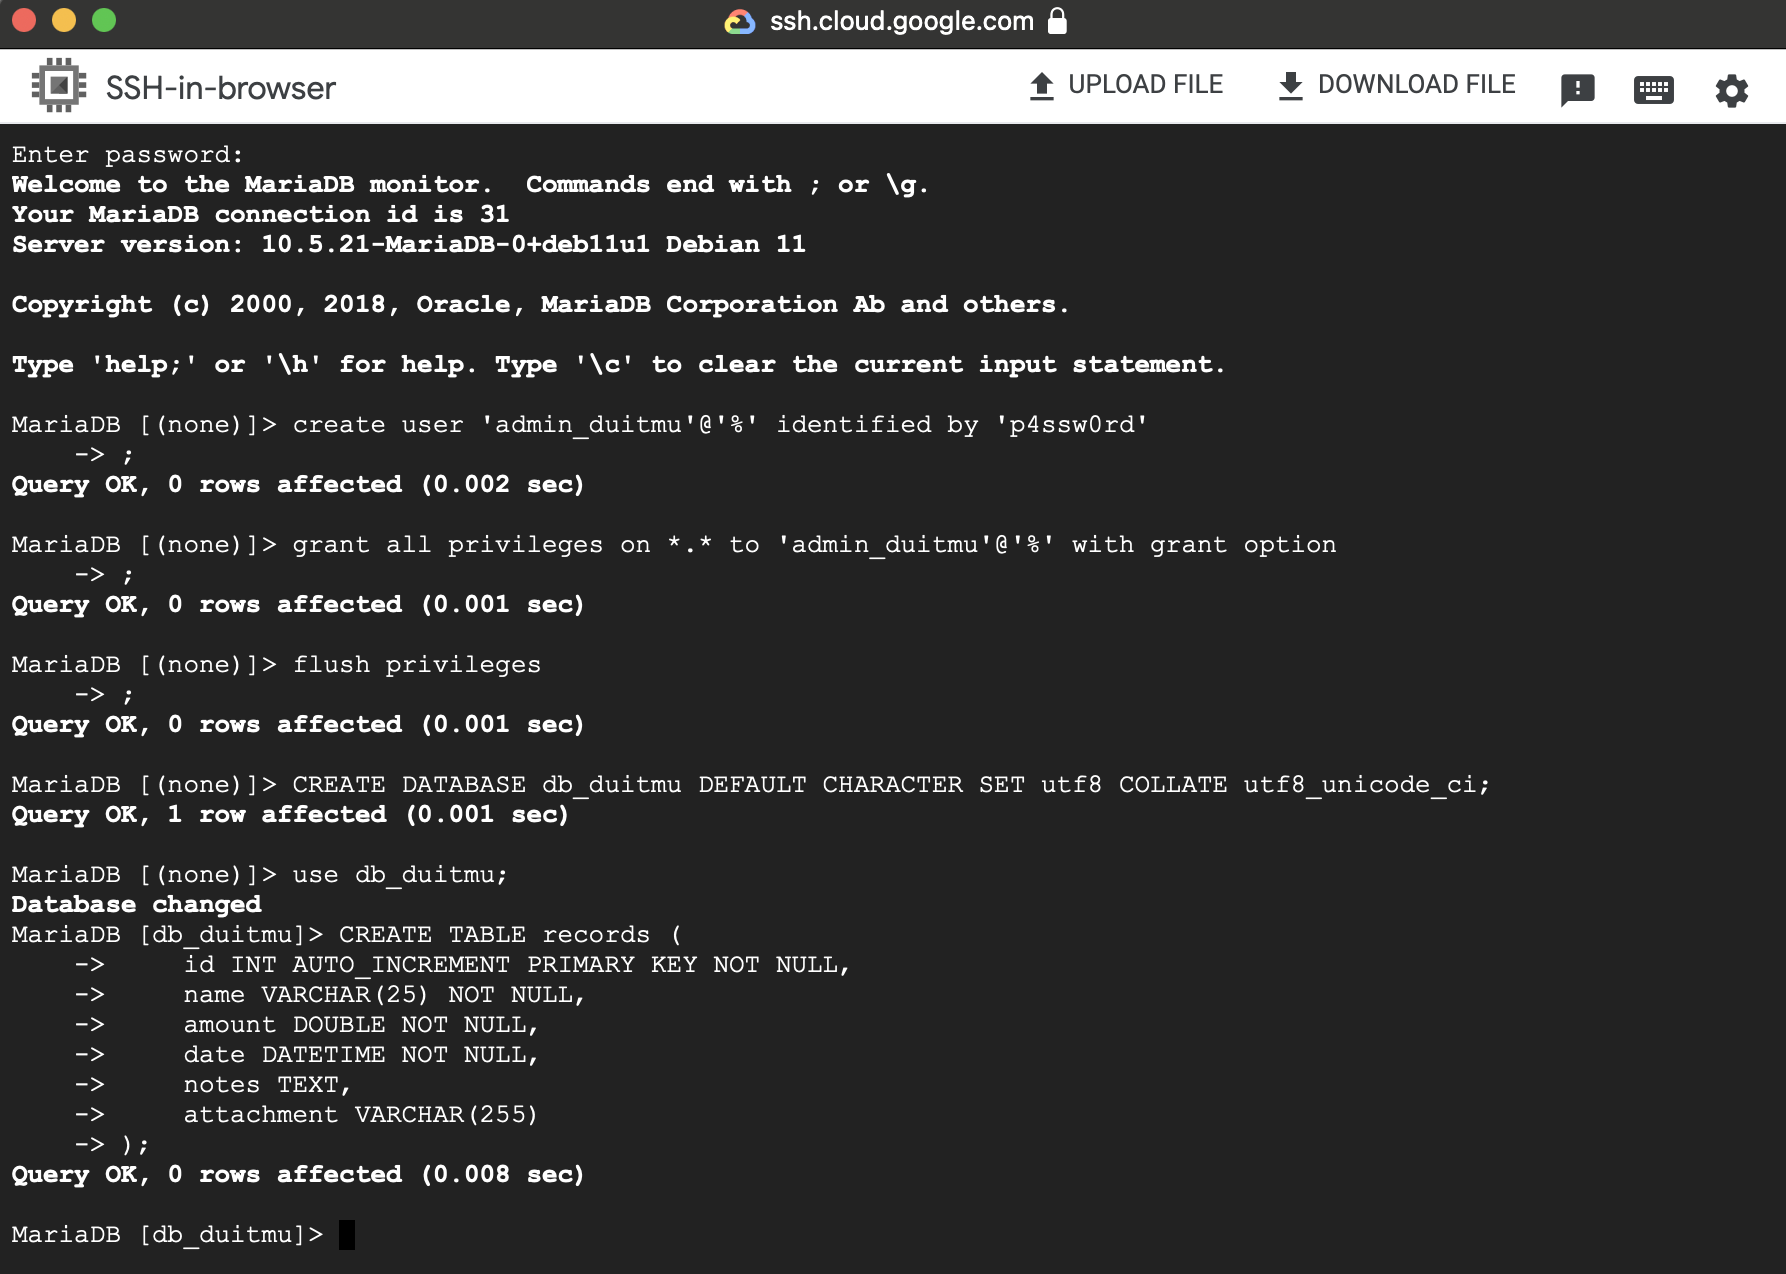 ssh.cloud.google.com
SSH-in-browser
UPLOAD FILE
DOWNLOAD FILE
Enter password:
Welcome to the MariaDB monitor.  Commands end with ; or \g.
Your MariaDB connection id is 31
Server version: 10.5.21-MariaDB-0+deb11u1 Debian 11
Copyright (c) 2000, 2018, Oracle, MariaDB Corporation Ab and others.
Type 'help;' or '\h' for help. Type '\c' to clear the current input statement.
MariaDB [(none)]> create user 'admin_duitmu'@'%' identified by 'p4ssw0rd'
    -> ;
Query OK, 0 rows affected (0.002 sec)
MariaDB [(none)]> grant all privileges on *.* to 'admin_duitmu'@'%' with grant option
    -> ;
Query OK, 0 rows affected (0.001 sec)
MariaDB [(none)]> flush privileges
    -> ;
Query OK, 0 rows affected (0.001 sec)
MariaDB [(none)]> CREATE DATABASE db_duitmu DEFAULT CHARACTER SET utf8 COLLATE utf8_unicode_ci;
Query OK, 1 row affected (0.001 sec)
MariaDB [(none)]> use db_duitmu;
Database changed
MariaDB [db_duitmu]> CREATE TABLE records (
    ->     id INT AUTO_INCREMENT PRIMARY KEY NOT NULL,
    ->     name VARCHAR(25) NOT NULL,
    ->     amount DOUBLE NOT NULL,
    ->     date DATETIME NOT NULL,
    ->     notes TEXT,
    ->     attachment VARCHAR(255)
    -> );
Query OK, 0 rows affected (0.008 sec)
MariaDB [db_duitmu]>